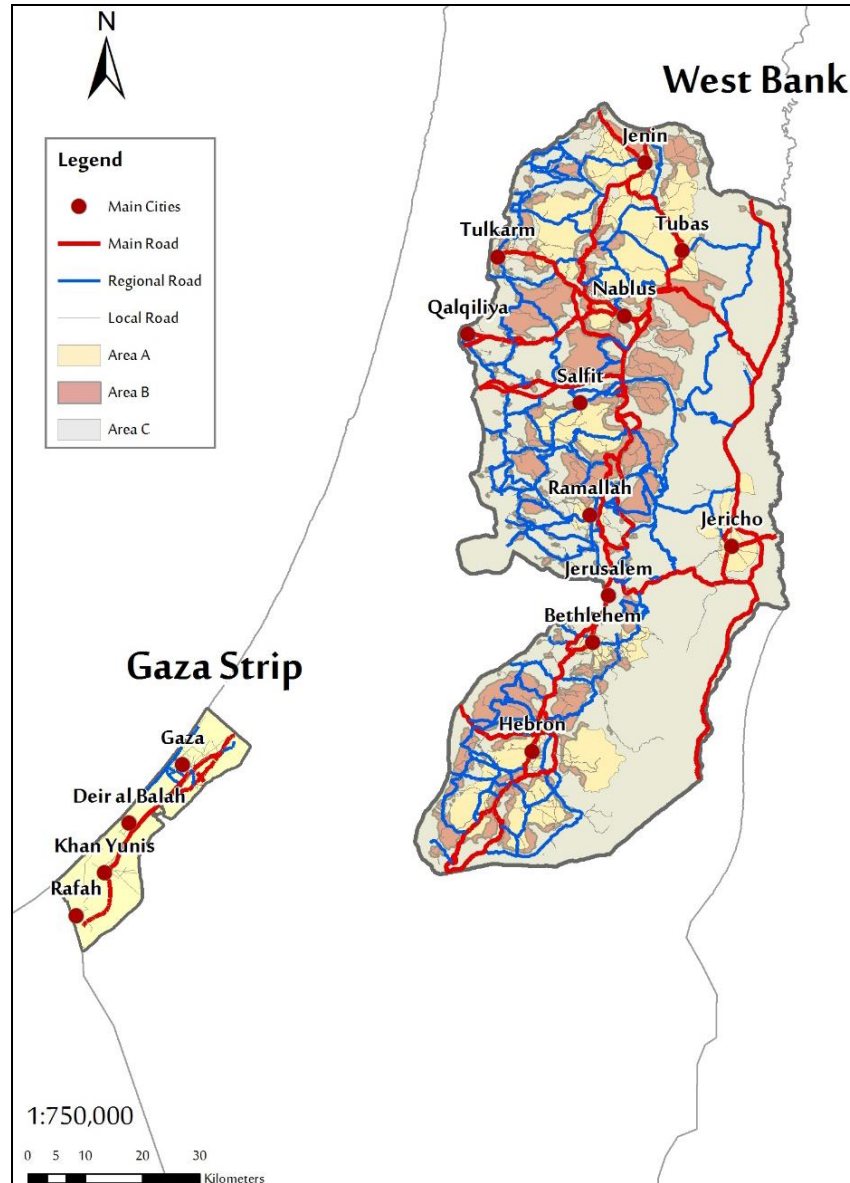 N
West Bank
Legend
Main Cities
Main Road
Regional Road
Local Road
Area A
Area B
Area C
Jenin
Tulkarm
Tubas
Nablus
Qalqiliya
Salfit
Ramallah
Jericho
Jerusalem
Bethlehem
Hebron
Gaza Strip
Gaza
Deir al Balah
Khan Yunis
Rafah
1:750,000
0 5 10 20 30
Kilometers